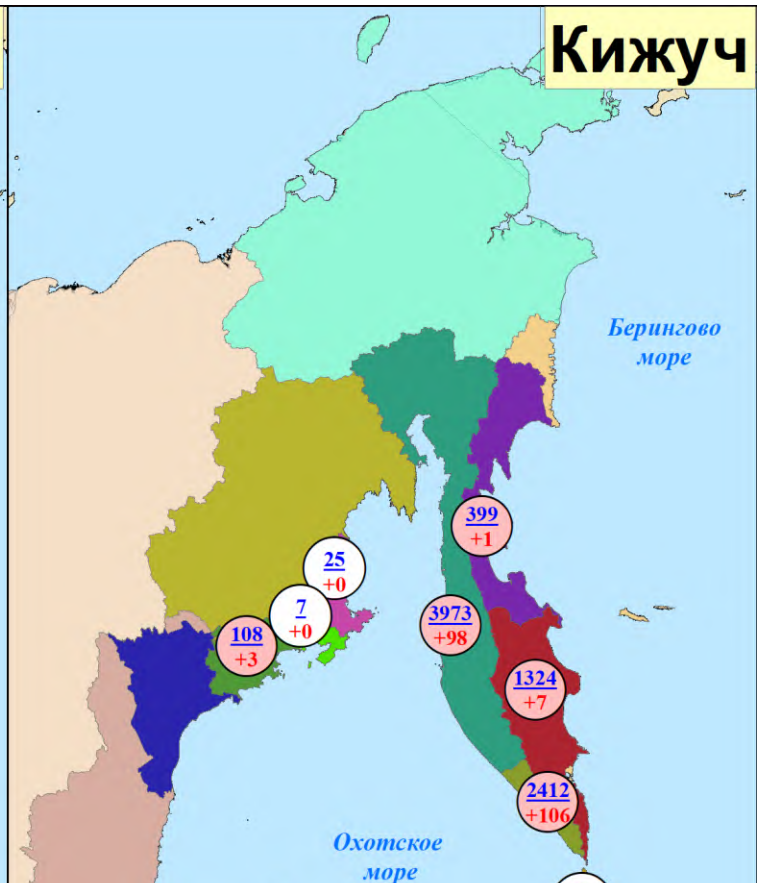 Кижуч
Берингово
море
399
+1
25
+0
7
+0
3973
+98
108
+3
1324
+7
2412
+106
Охотское
море